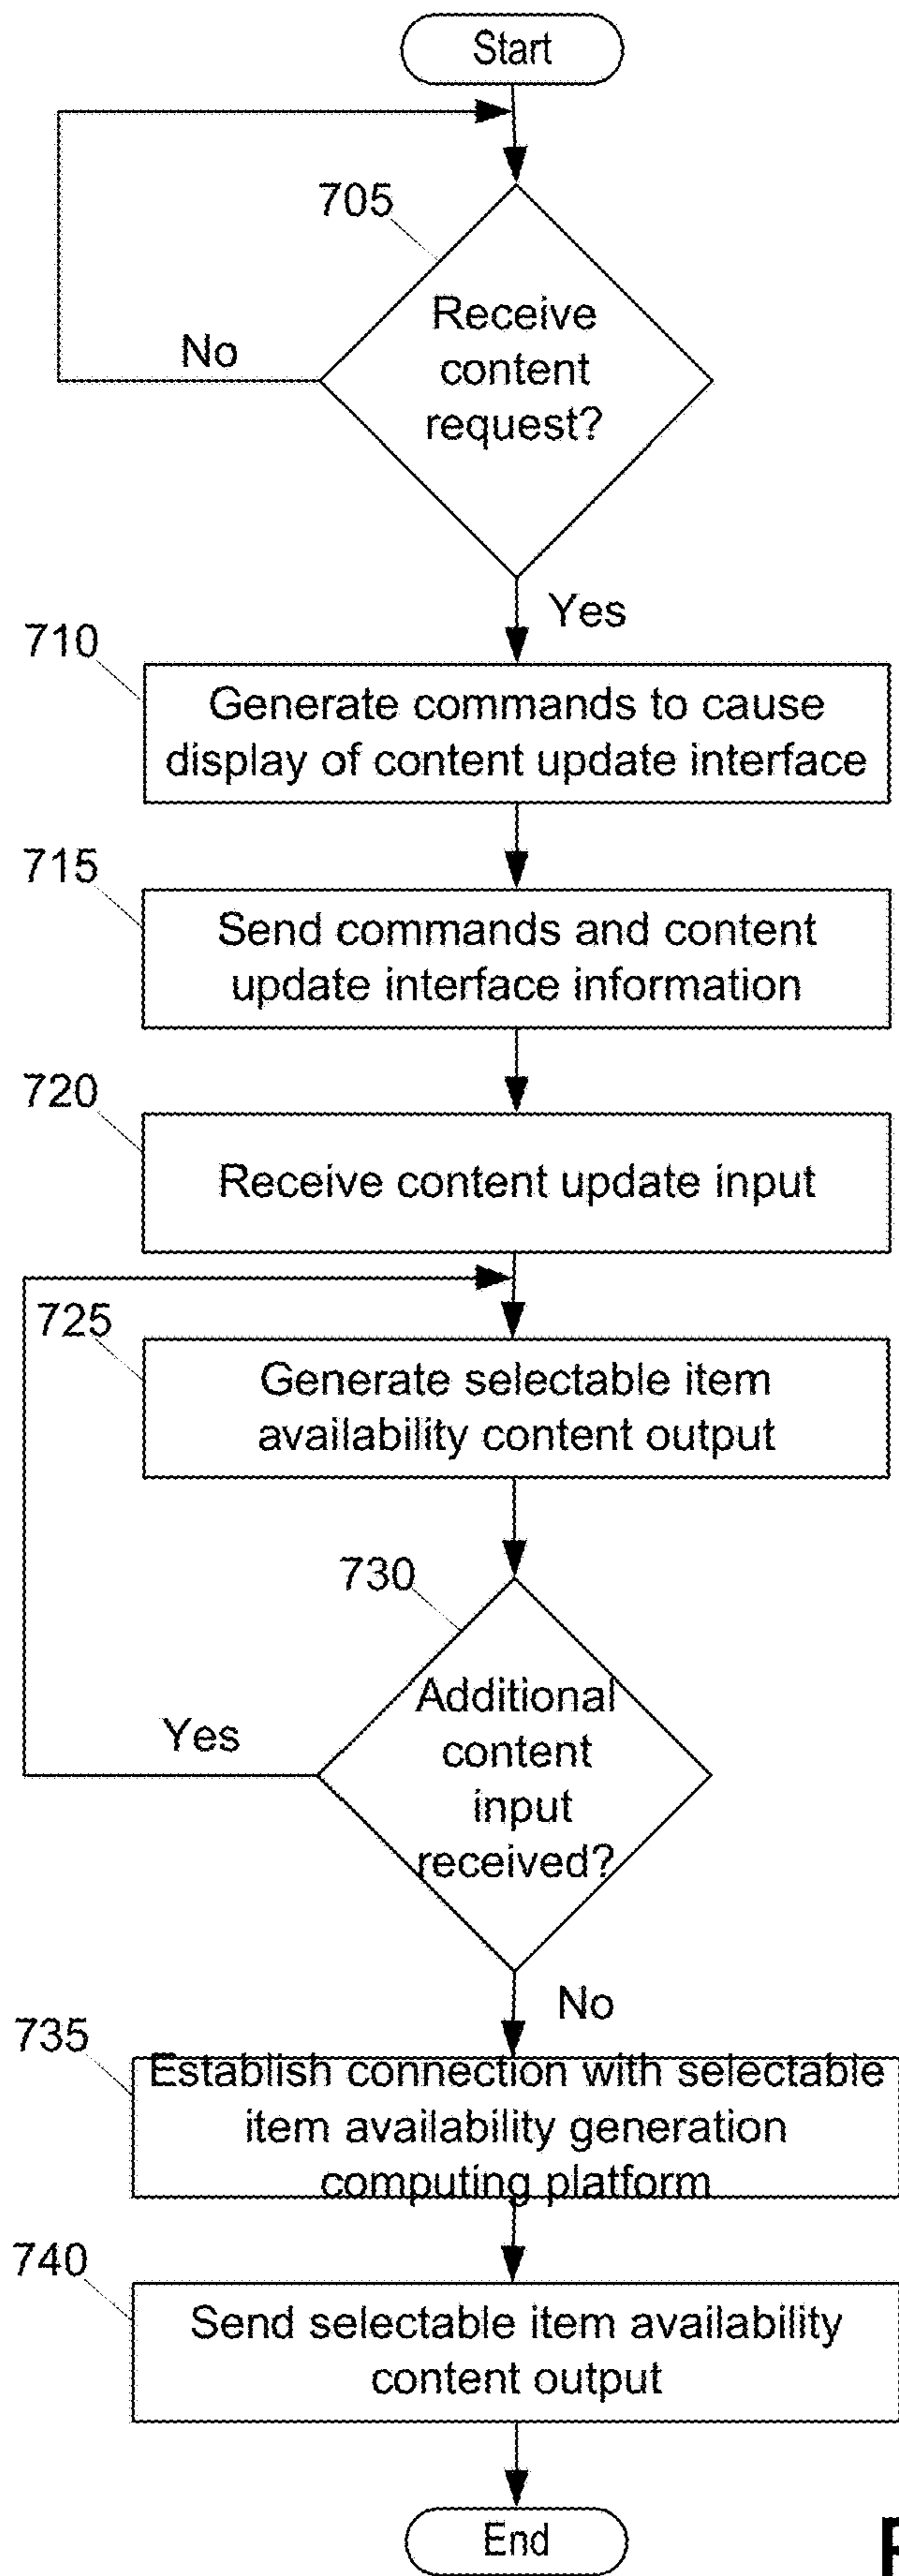 Start
705
Receive
content
request?
No
Yes
710
Generate commands to cause
display of content update interface
715
Send commands and content
update interface information
720
Receive content update input
725
Generate selectable item
availability content output
730
Additional
content
input
received?
Yes
No
735
Establish connection with selectable
item availability generation
computing platform
740
Send selectable item availability
content output
End